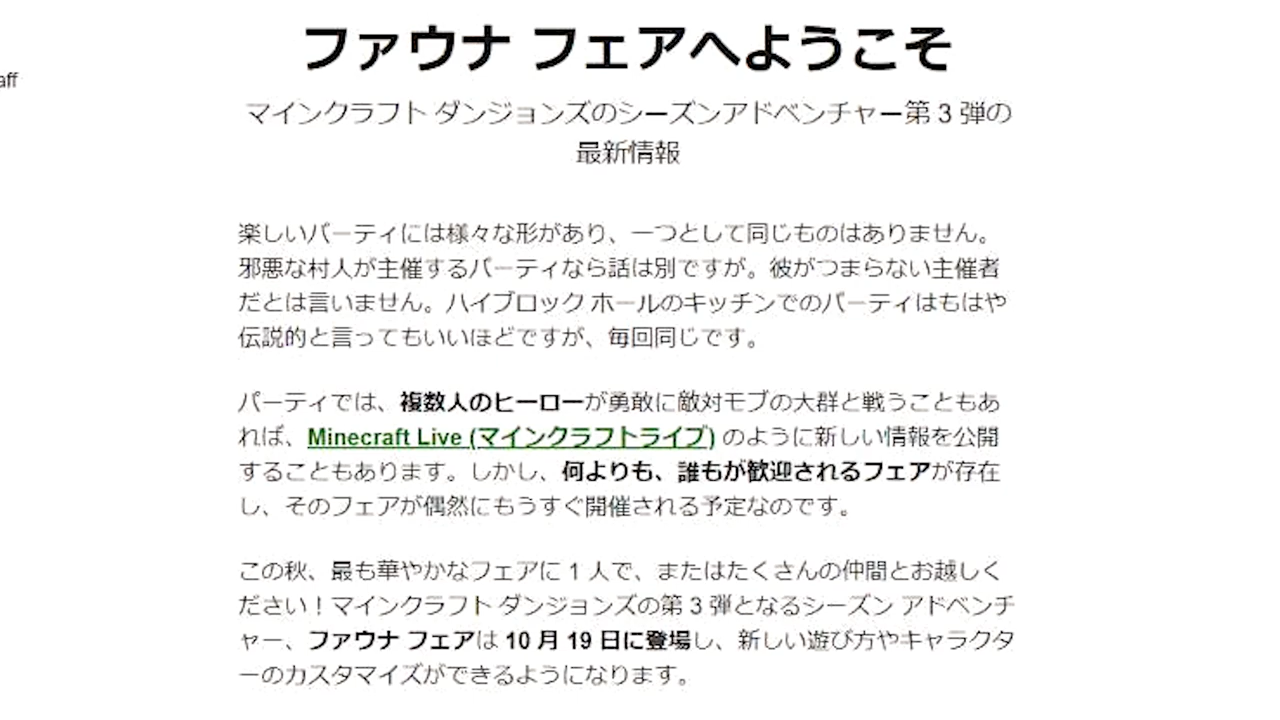 ファウナ フェアへようこそ
aff
マインクラフト ダンジョンズのシーズンアドベンチャー第 3 弾の
最新情報
楽しいパーティには様々な形があり、一つとして同じものはありません。
邪悪な村人が主催するパーティなら話は別ですが。彼がつまらない主催者
だとは言いません。ハイブロック ホールのキッチンでのパーティはもはや
伝説的と言ってもいいほどですが、毎回同じです。
パーティでは、複数人のヒーローが勇敢に敵対モブの大群と戦うこともあ
れば、Minecraft Live (マインクラフトライブ) のように新しい情報を公開
することもあります。しかし、何よりも、誰もが歓迎されるフェアが存在
し、そのフェアが偶然にもうすぐ開催される予定なのです。
この秋、最も華やかなフェアに 1 人で、またはたくさんの仲間とお越しく
ださい！マインクラフト ダンジョンズの第 3 弾となるシーズン アドベンチ
ャー、ファウナ フェアは 10 月 19 日に登場し、新しい遊び方やキャラクタ
ーのカスタマイズができるようになります。